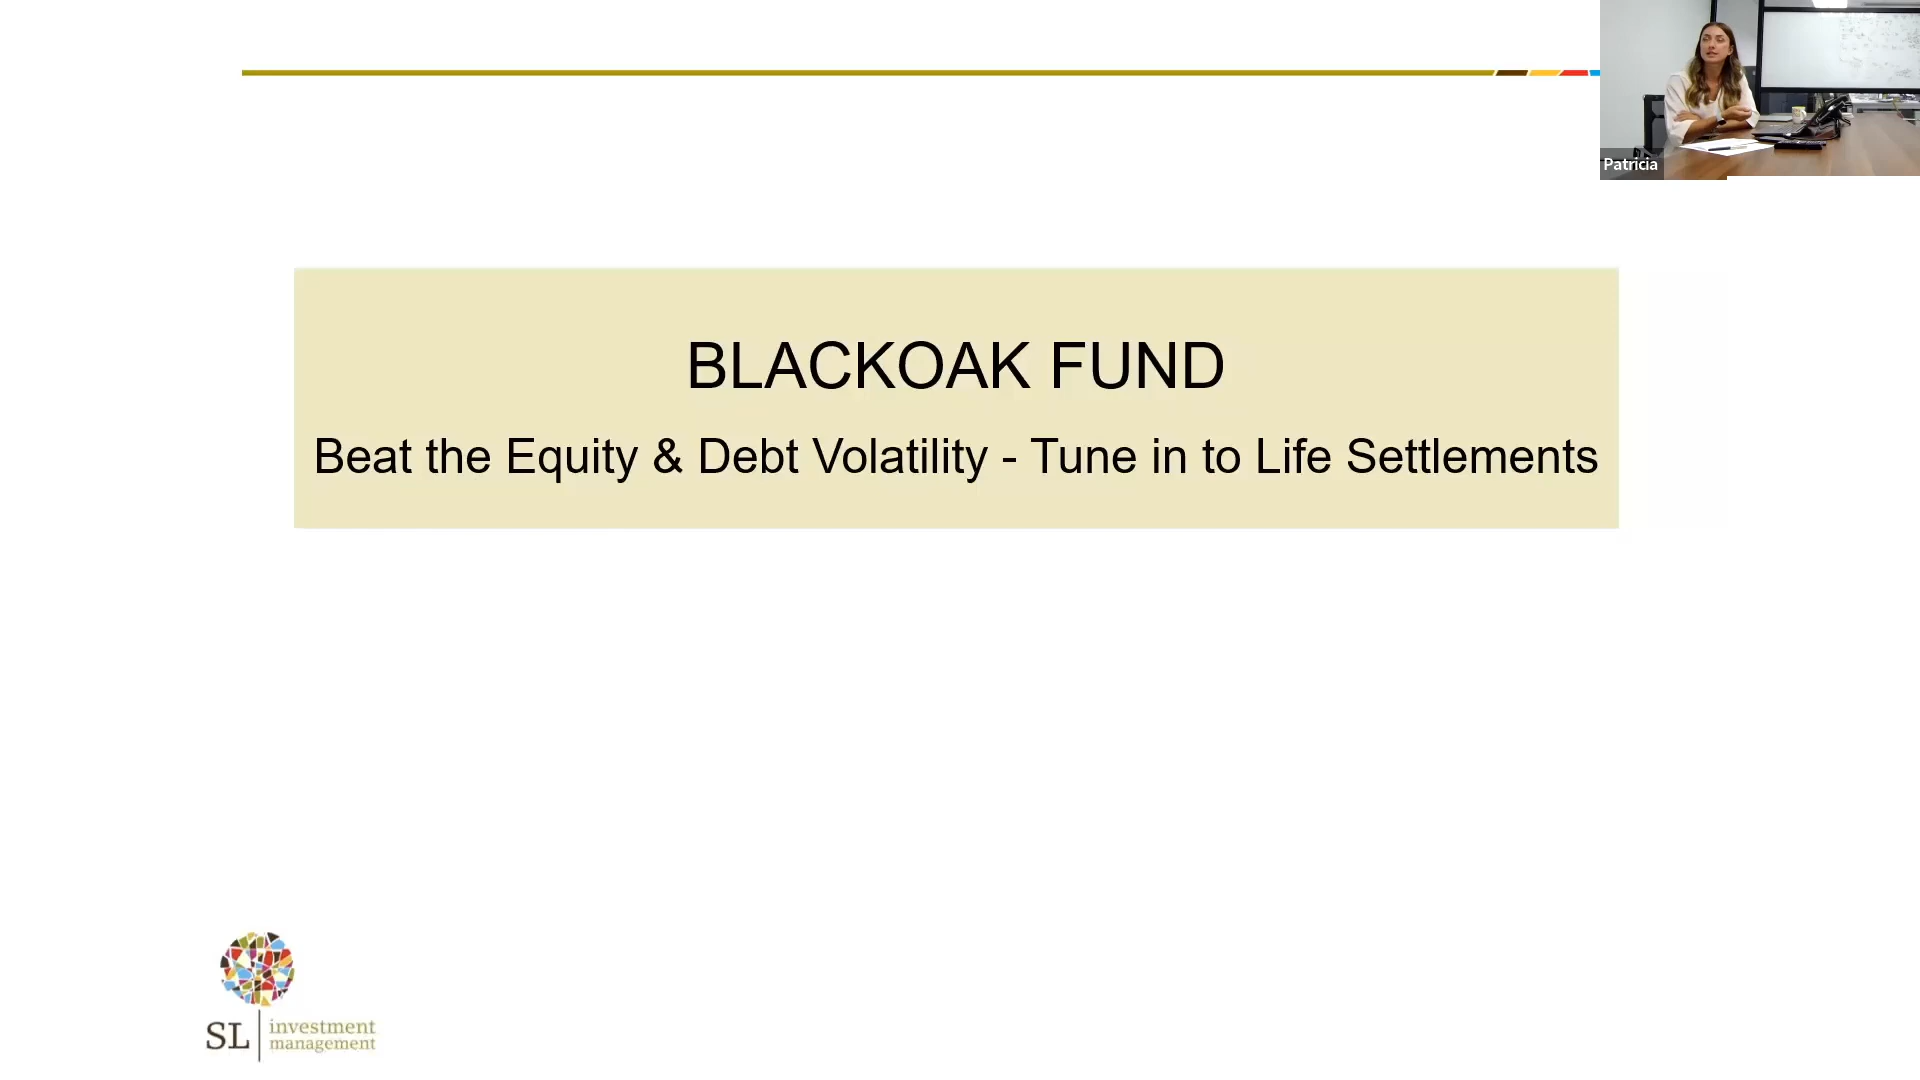 Patricia
BLACKOAK FUND
Beat the Equity & Debt Volatility - Tune in to Life Settlements
SL
investment
management